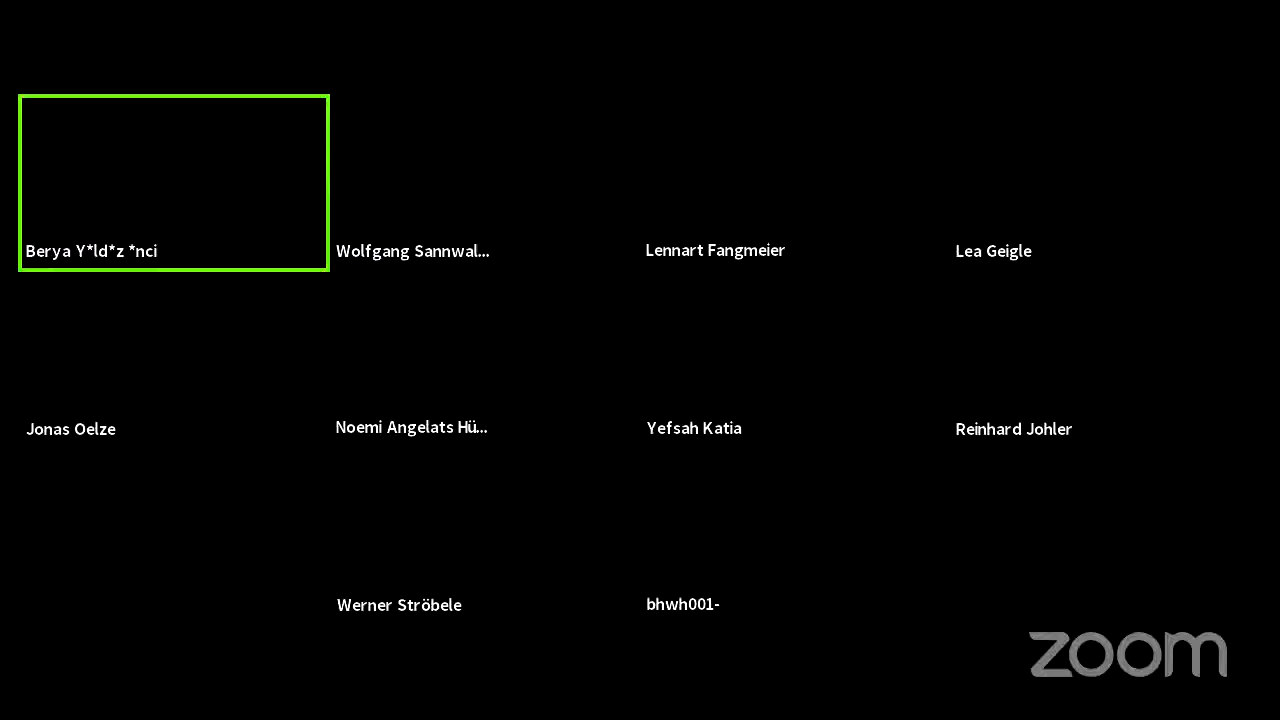 Berya Y*ld*z *nci
Wolfgang Sannwal...
Lennart Fangmeier
Lea Geigle
Jonas Oelze
Noemi Angelats Hü...
Yefsah Katia
Reinhard Johler
Werner Ströbele
bhwh001-
zoom